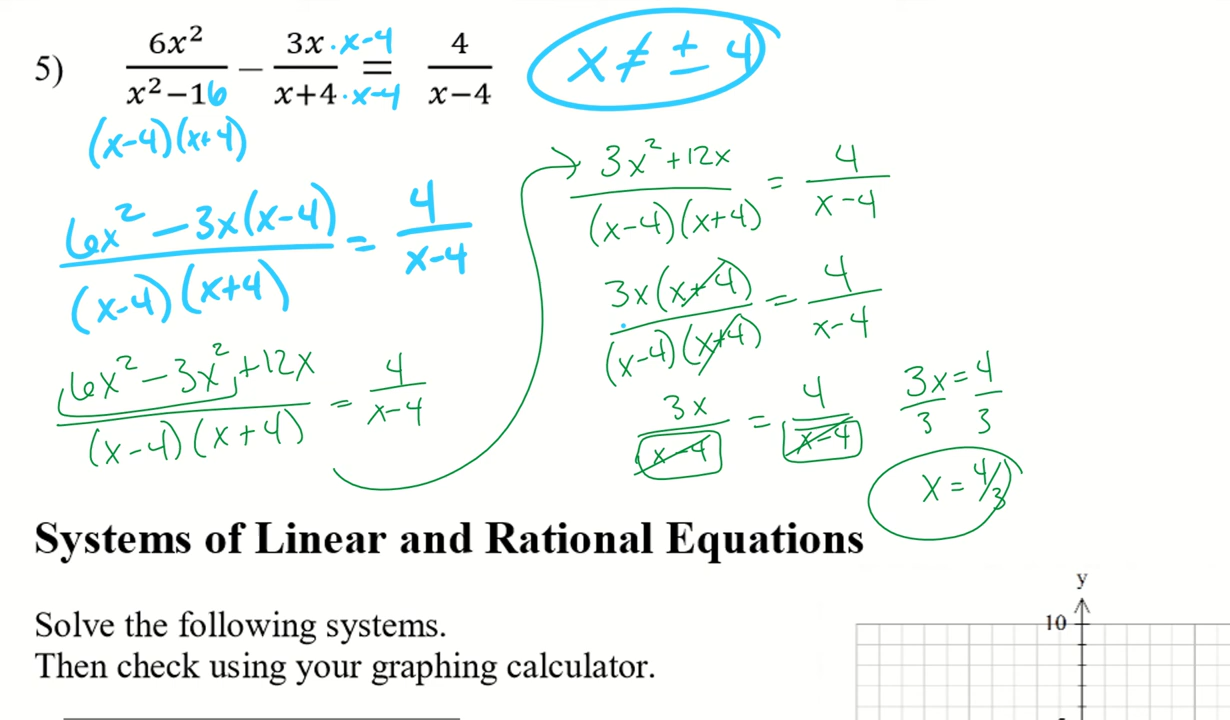 5) 6x²/(x²−16) − 3x·x−4/(x+4·x−4) = 4/(x−4)
x ≠ ± 4
(x−4)(x+4)
(6x² − 3x(x−4))/((x−4)(x+4)) = 4/(x−4)
(6x² − 3x² + 12x)/((x−4)(x+4)) = 4/(x−4)
(3x² + 12x)/((x−4)(x+4)) = 4/(x−4)
3x(x+4)/((x−4)(x+4)) = 4/(x−4)
3x/(x−4) = 4/(x−4)
3x/3 = 4/3
x = 4/3
Systems of Linear and Rational Equations
Solve the following systems.
Then check using your graphing calculator.
y
10